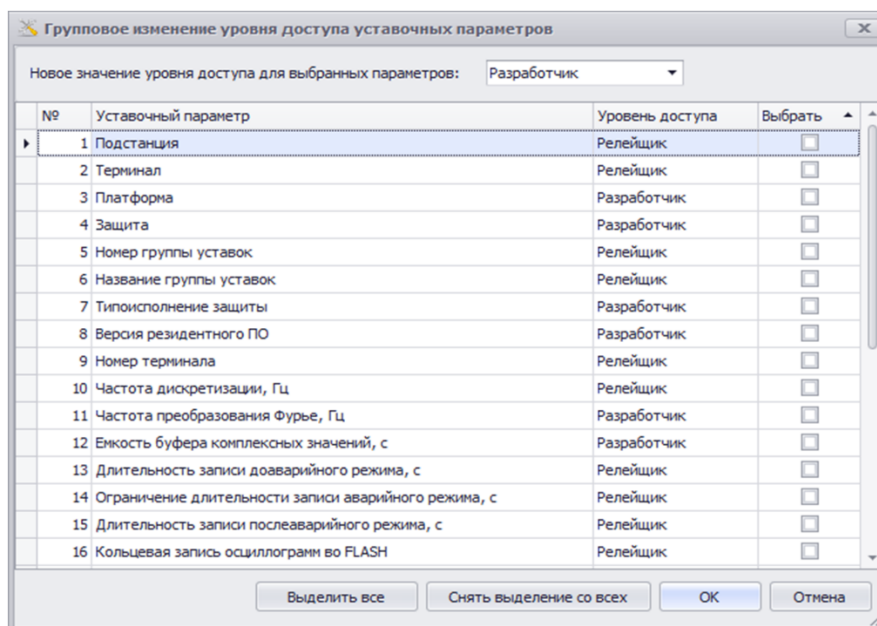 Групповое изменение уровня доступа уставочных параметров
Новое значение уровня доступа для выбранных параметров: Разработчик
№ Уставочный параметр Уровень доступа Выбрать
1 Подстанция Релейщик
2 Терминал Релейщик
3 Платформа Разработчик
4 Защита Разработчик
5 Номер группы уставок Релейщик
6 Название группы уставок Релейщик
7 Типоисполнение защиты Разработчик
8 Версия резидентного ПО Разработчик
9 Номер терминала Релейщик
10 Частота дискретизации, Гц Релейщик
11 Частота преобразования Фурье, Гц Разработчик
12 Емкость буфера комплексных значений, с Разработчик
13 Длительность записи доаварийного режима, с Релейщик
14 Ограничение длительности записи аварийного режима, с Релейщик
15 Длительность записи послеаварийного режима, с Релейщик
16 Кольцевая запись осциллограмм во FLASH Релейщик
Выделить все Снять выделение со всех OK Отмена